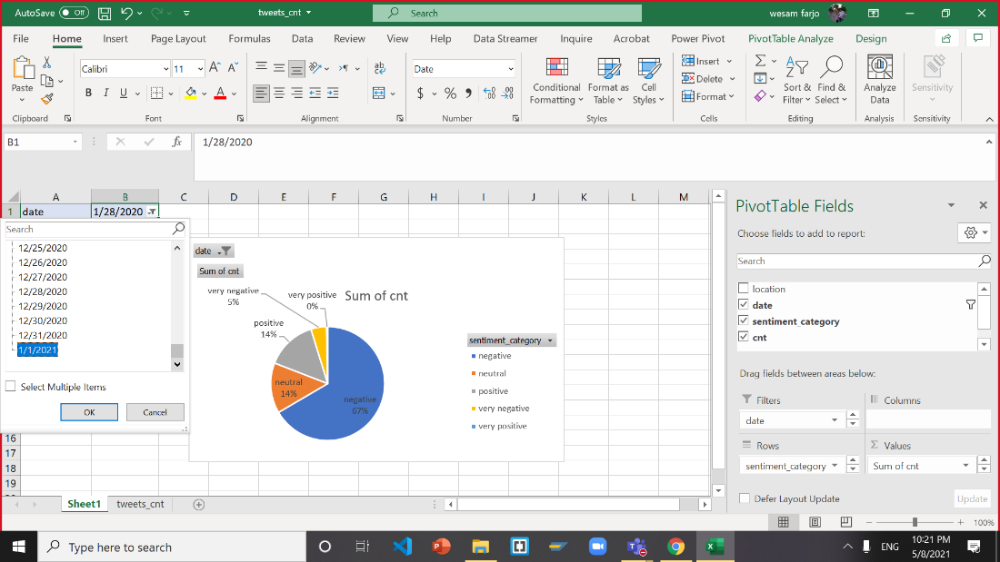 AutoSave Off tweets_cnt Search wesam farjo
File Home Insert Page Layout Formulas Data Review View Help Data Streamer Inquire Acrobat Power Pivot PivotTable Analyze Design
Paste Calibri 11 A A ab Date Insert Σ A Z
B I U A $ % Delete
Conditional Formatting Format as Table Cell Styles Format Sort & Filter Find & Select Analyze Data Sensitivity
Clipboard Font Alignment Number Styles Cells Editing Analysis Sensitivity
B1 fx 1/28/2020
A B C D E F G H I J K L M
1 date 1/28/2020
Search
12/25/2020
12/26/2020
12/27/2020
12/28/2020
12/29/2020
12/30/2020
12/31/2020
1/1/2021
Select Multiple Items
OK Cancel
16
17
18
19
date
Sum of cnt
Sum of cnt
very negative
5%
very positive
0%
positive
14%
neutral
14%
negative
67%
sentiment_category
negative
neutral
positive
very negative
very positive
PivotTable Fields
Choose fields to add to report:
Search
location
date
sentiment_category
cnt
Drag fields between areas below:
Filters Columns
date
Rows Σ Values
sentiment_category Sum of cnt
Defer Layout Update Update
Sheet1 tweets_cnt
100%
Type here to search ENG 10:21 PM
5/8/2021